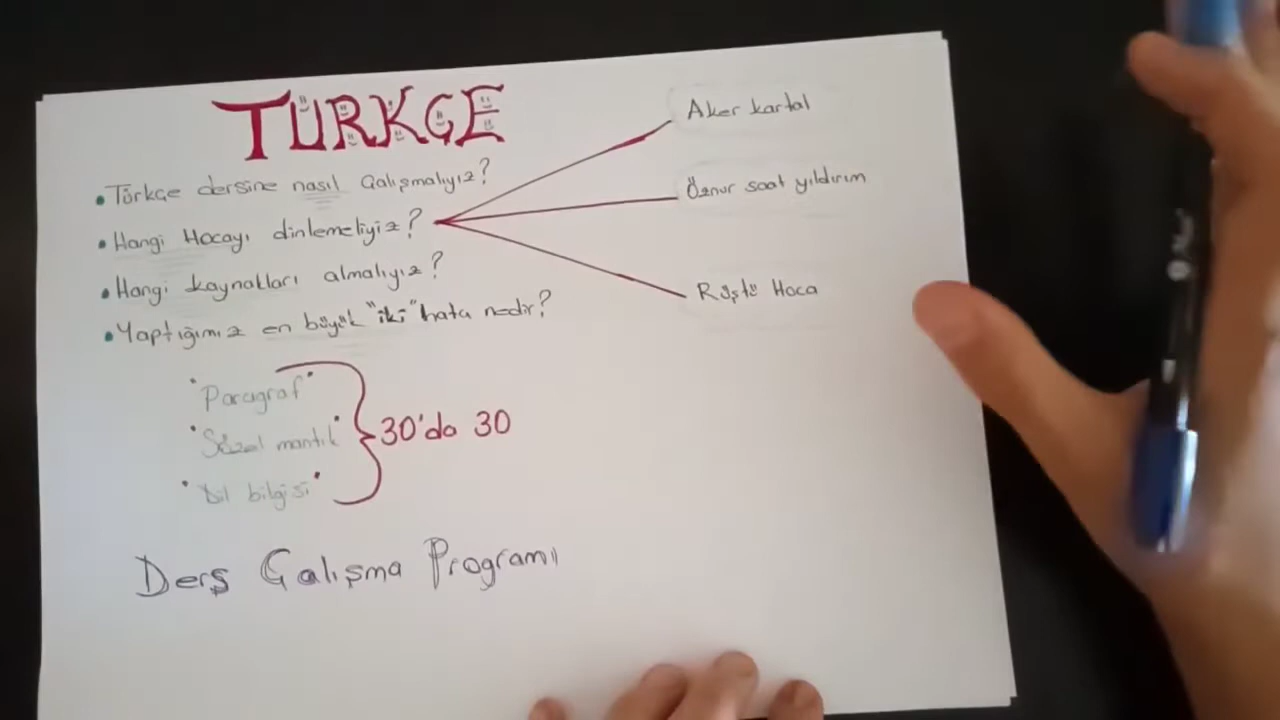 TÜRKÇE
• Türkçe dersine nasıl Çalışmalıyız?
• Hangi Hocayı dinlemeliyiz?
Aker kartal
Öznur saat yıldırım
Rüştü Hoca
• Hangi kaynakları almalıyız?
• Yaptığımız en büyük "iki" hata nedir?
"Paragraf"
"Sözel mantık"
"Dil bilgisi"
30'da 30
Ders Çalışma Programı